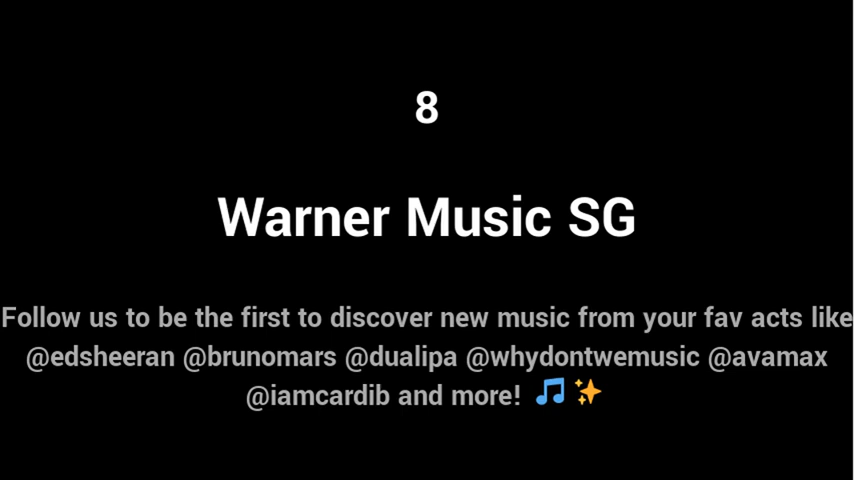 8
Warner Music SG
Follow us to be the first to discover new music from your fav acts like
@edsheeran @brunomars @dualipa @whydontwemusic @avamax
@iamcardib and more! 🎵✨